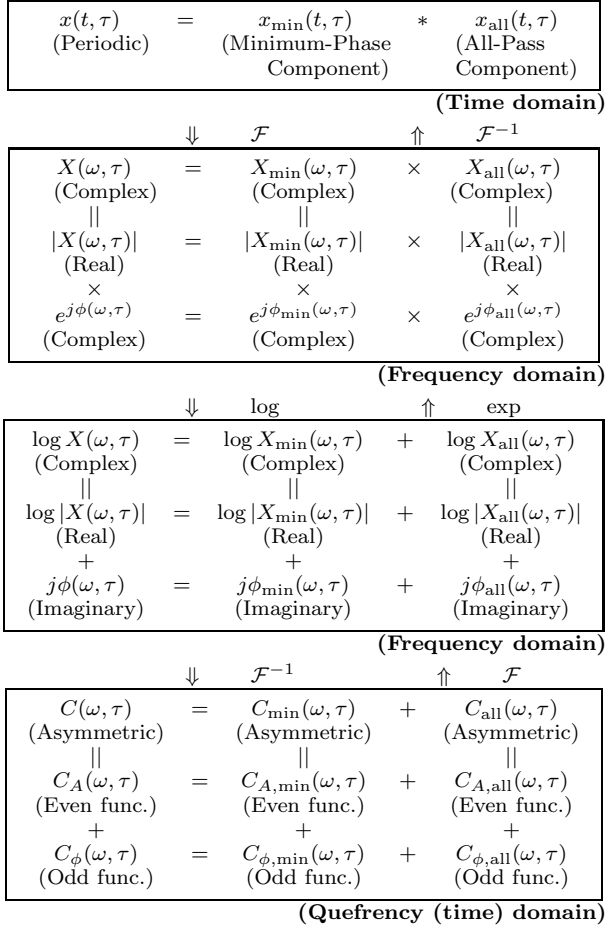 x(t, τ) = x_min(t, τ) ∗ x_all(t, τ)
(Periodic) (Minimum-Phase (All-Pass
Component) Component)
(Time domain)
⇓ ℱ ⇑ ℱ⁻¹
X(ω, τ) = X_min(ω, τ) × X_all(ω, τ)
(Complex) (Complex) (Complex)
|| || ||
|X(ω, τ)| = |X_min(ω, τ)| × |X_all(ω, τ)|
(Real) (Real) (Real)
× × ×
e^{jϕ(ω,τ)} = e^{jϕ_min(ω,τ)} × e^{jϕ_all(ω,τ)}
(Complex) (Complex) (Complex)
(Frequency domain)
⇓ log ⇑ exp
log X(ω, τ) = log X_min(ω, τ) + log X_all(ω, τ)
(Complex) (Complex) (Complex)
|| || ||
log |X(ω, τ)| = log |X_min(ω, τ)| + log |X_all(ω, τ)|
(Real) (Real) (Real)
+ + +
jϕ(ω, τ) = jϕ_min(ω, τ) + jϕ_all(ω, τ)
(Imaginary) (Imaginary) (Imaginary)
(Frequency domain)
⇓ ℱ⁻¹ ⇑ ℱ
C(ω, τ) = C_min(ω, τ) + C_all(ω, τ)
(Asymmetric) (Asymmetric) (Asymmetric)
|| || ||
C_A(ω, τ) = C_{A,min}(ω, τ) + C_{A,all}(ω, τ)
(Even func.) (Even func.) (Even func.)
+ + +
C_ϕ(ω, τ) = C_{ϕ,min}(ω, τ) + C_{ϕ,all}(ω, τ)
(Odd func.) (Odd func.) (Odd func.)
(Quefrency (time) domain)